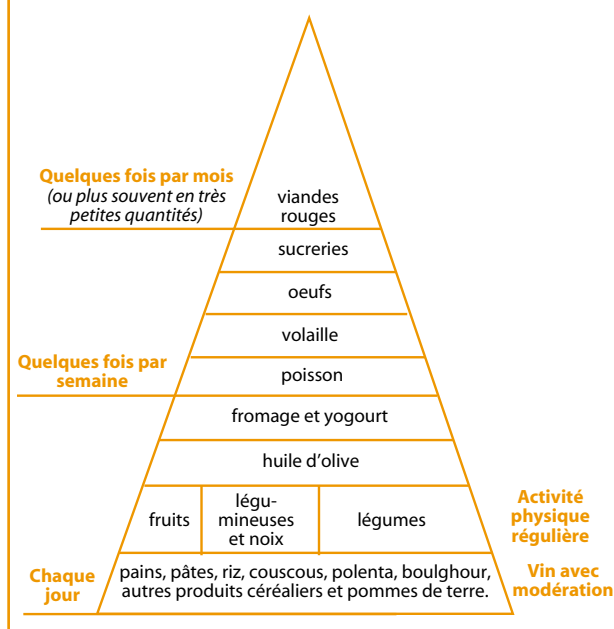 Quelques fois par mois
(ou plus souvent en très
petites quantités)
viandes
rouges
sucreries
oeufs
volaille
Quelques fois par
semaine
poisson
fromage et yogourt
huile d'olive
fruits
légu-
mineuses
et noix
légumes
Activité
physique
régulière
Chaque
jour
pains, pâtes, riz, couscous, polenta, boulghour,
autres produits céréaliers et pommes de terre.
Vin avec
modération